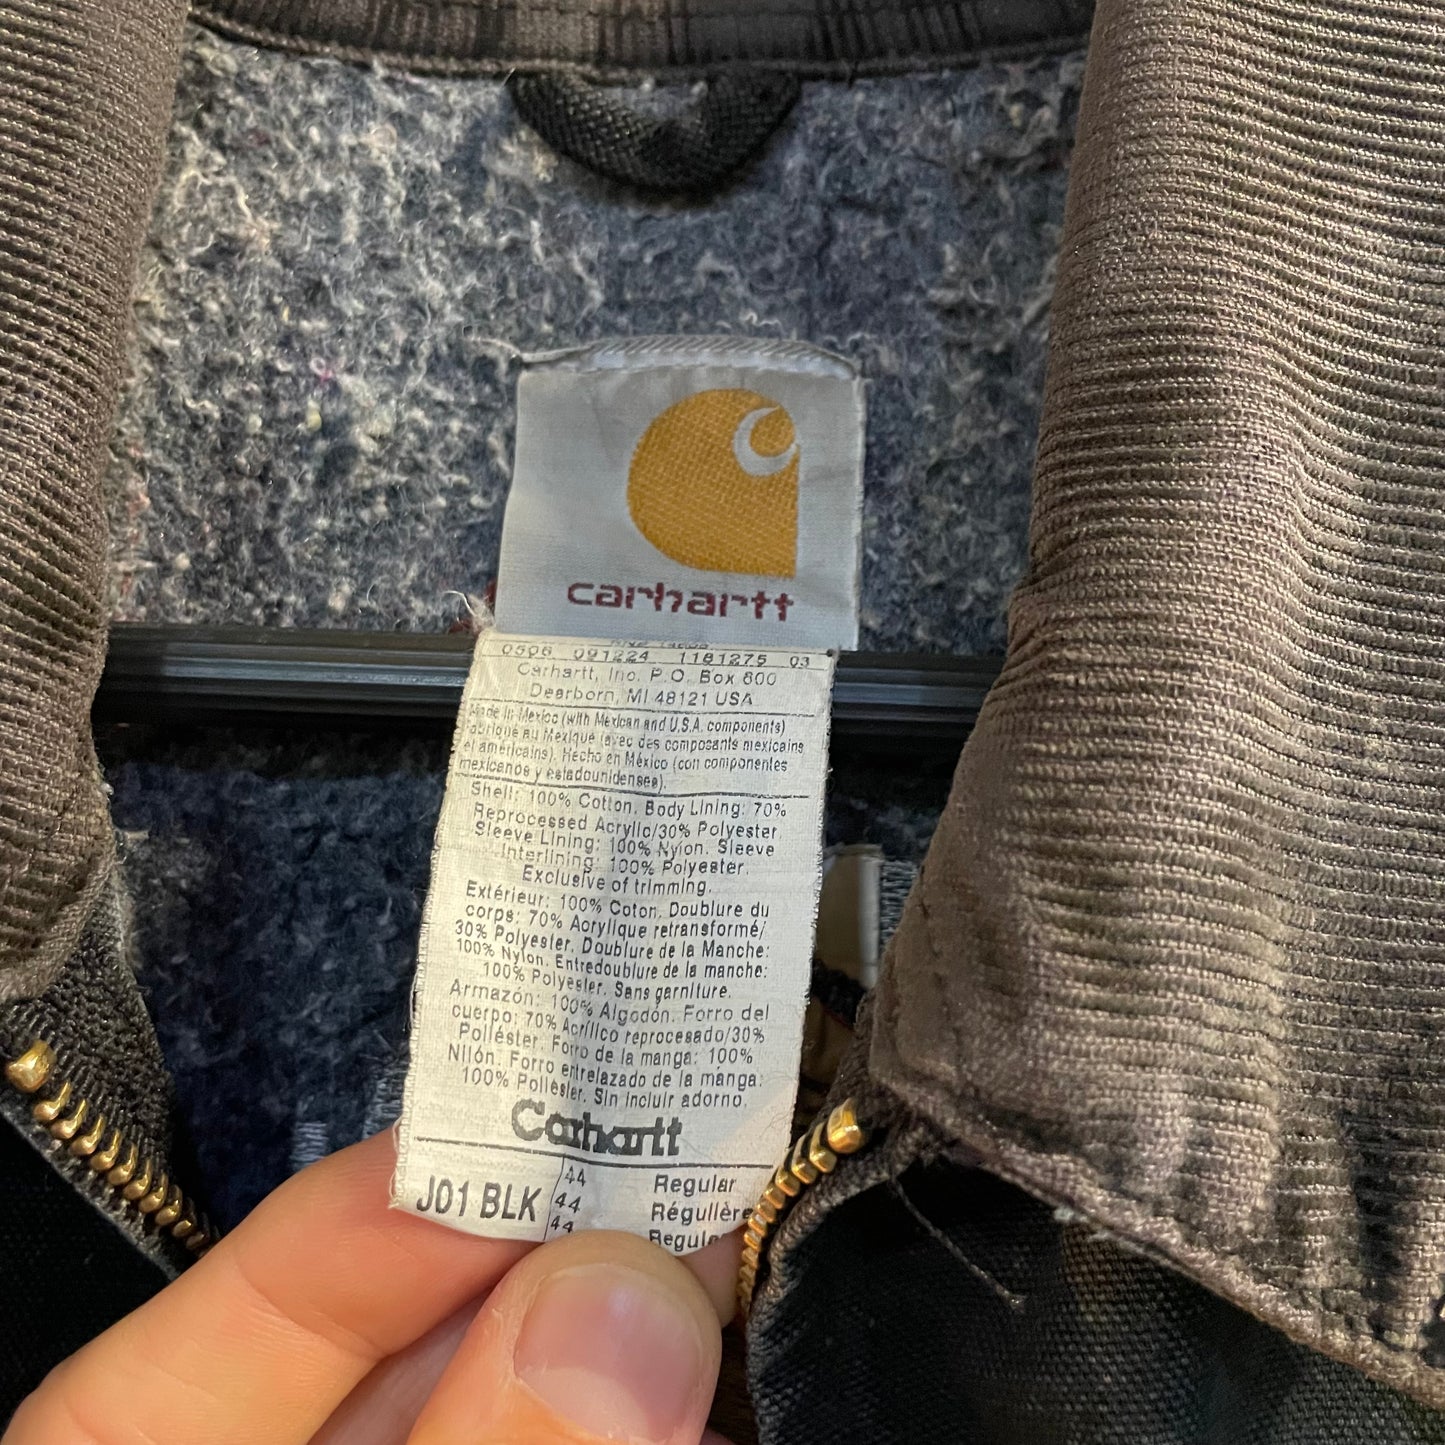 carhartt
0506 091224 1181275 03
Carhartt, Inc. P.O. Box 600
Dearborn, MI 48121 USA
Made in Mexico (with Mexican and U.S.A. components)
Fabriqué au Mexique (avec des composants mexicains
et américains). Hecho en México (con componentes
mexicanos y estadounidenses).
Shell: 100% Cotton. Body Lining: 70%
Reprocessed Acrylic/30% Polyester.
Sleeve Lining: 100% Nylon. Sleeve
Interlining: 100% Polyester.
Exclusive of trimming.
Extérieur: 100% Coton. Doublure du
corps: 70% Acrylique retransformé/
30% Polyester. Doublure de la Manche:
100% Nylon. Entredoublure de la manche:
100% Polyester. Sans garniture.
Armazón: 100% Algodón. Forro del
cuerpo: 70% Acrílico reprocesado/30%
Poliéster. Forro de la manga: 100%
Nilón. Forro entrelazado de la manga:
100% Poliéster. Sin incluir adorno.
Carhartt
J01 BLK 44 Regular
44 Régulière
44 Regular